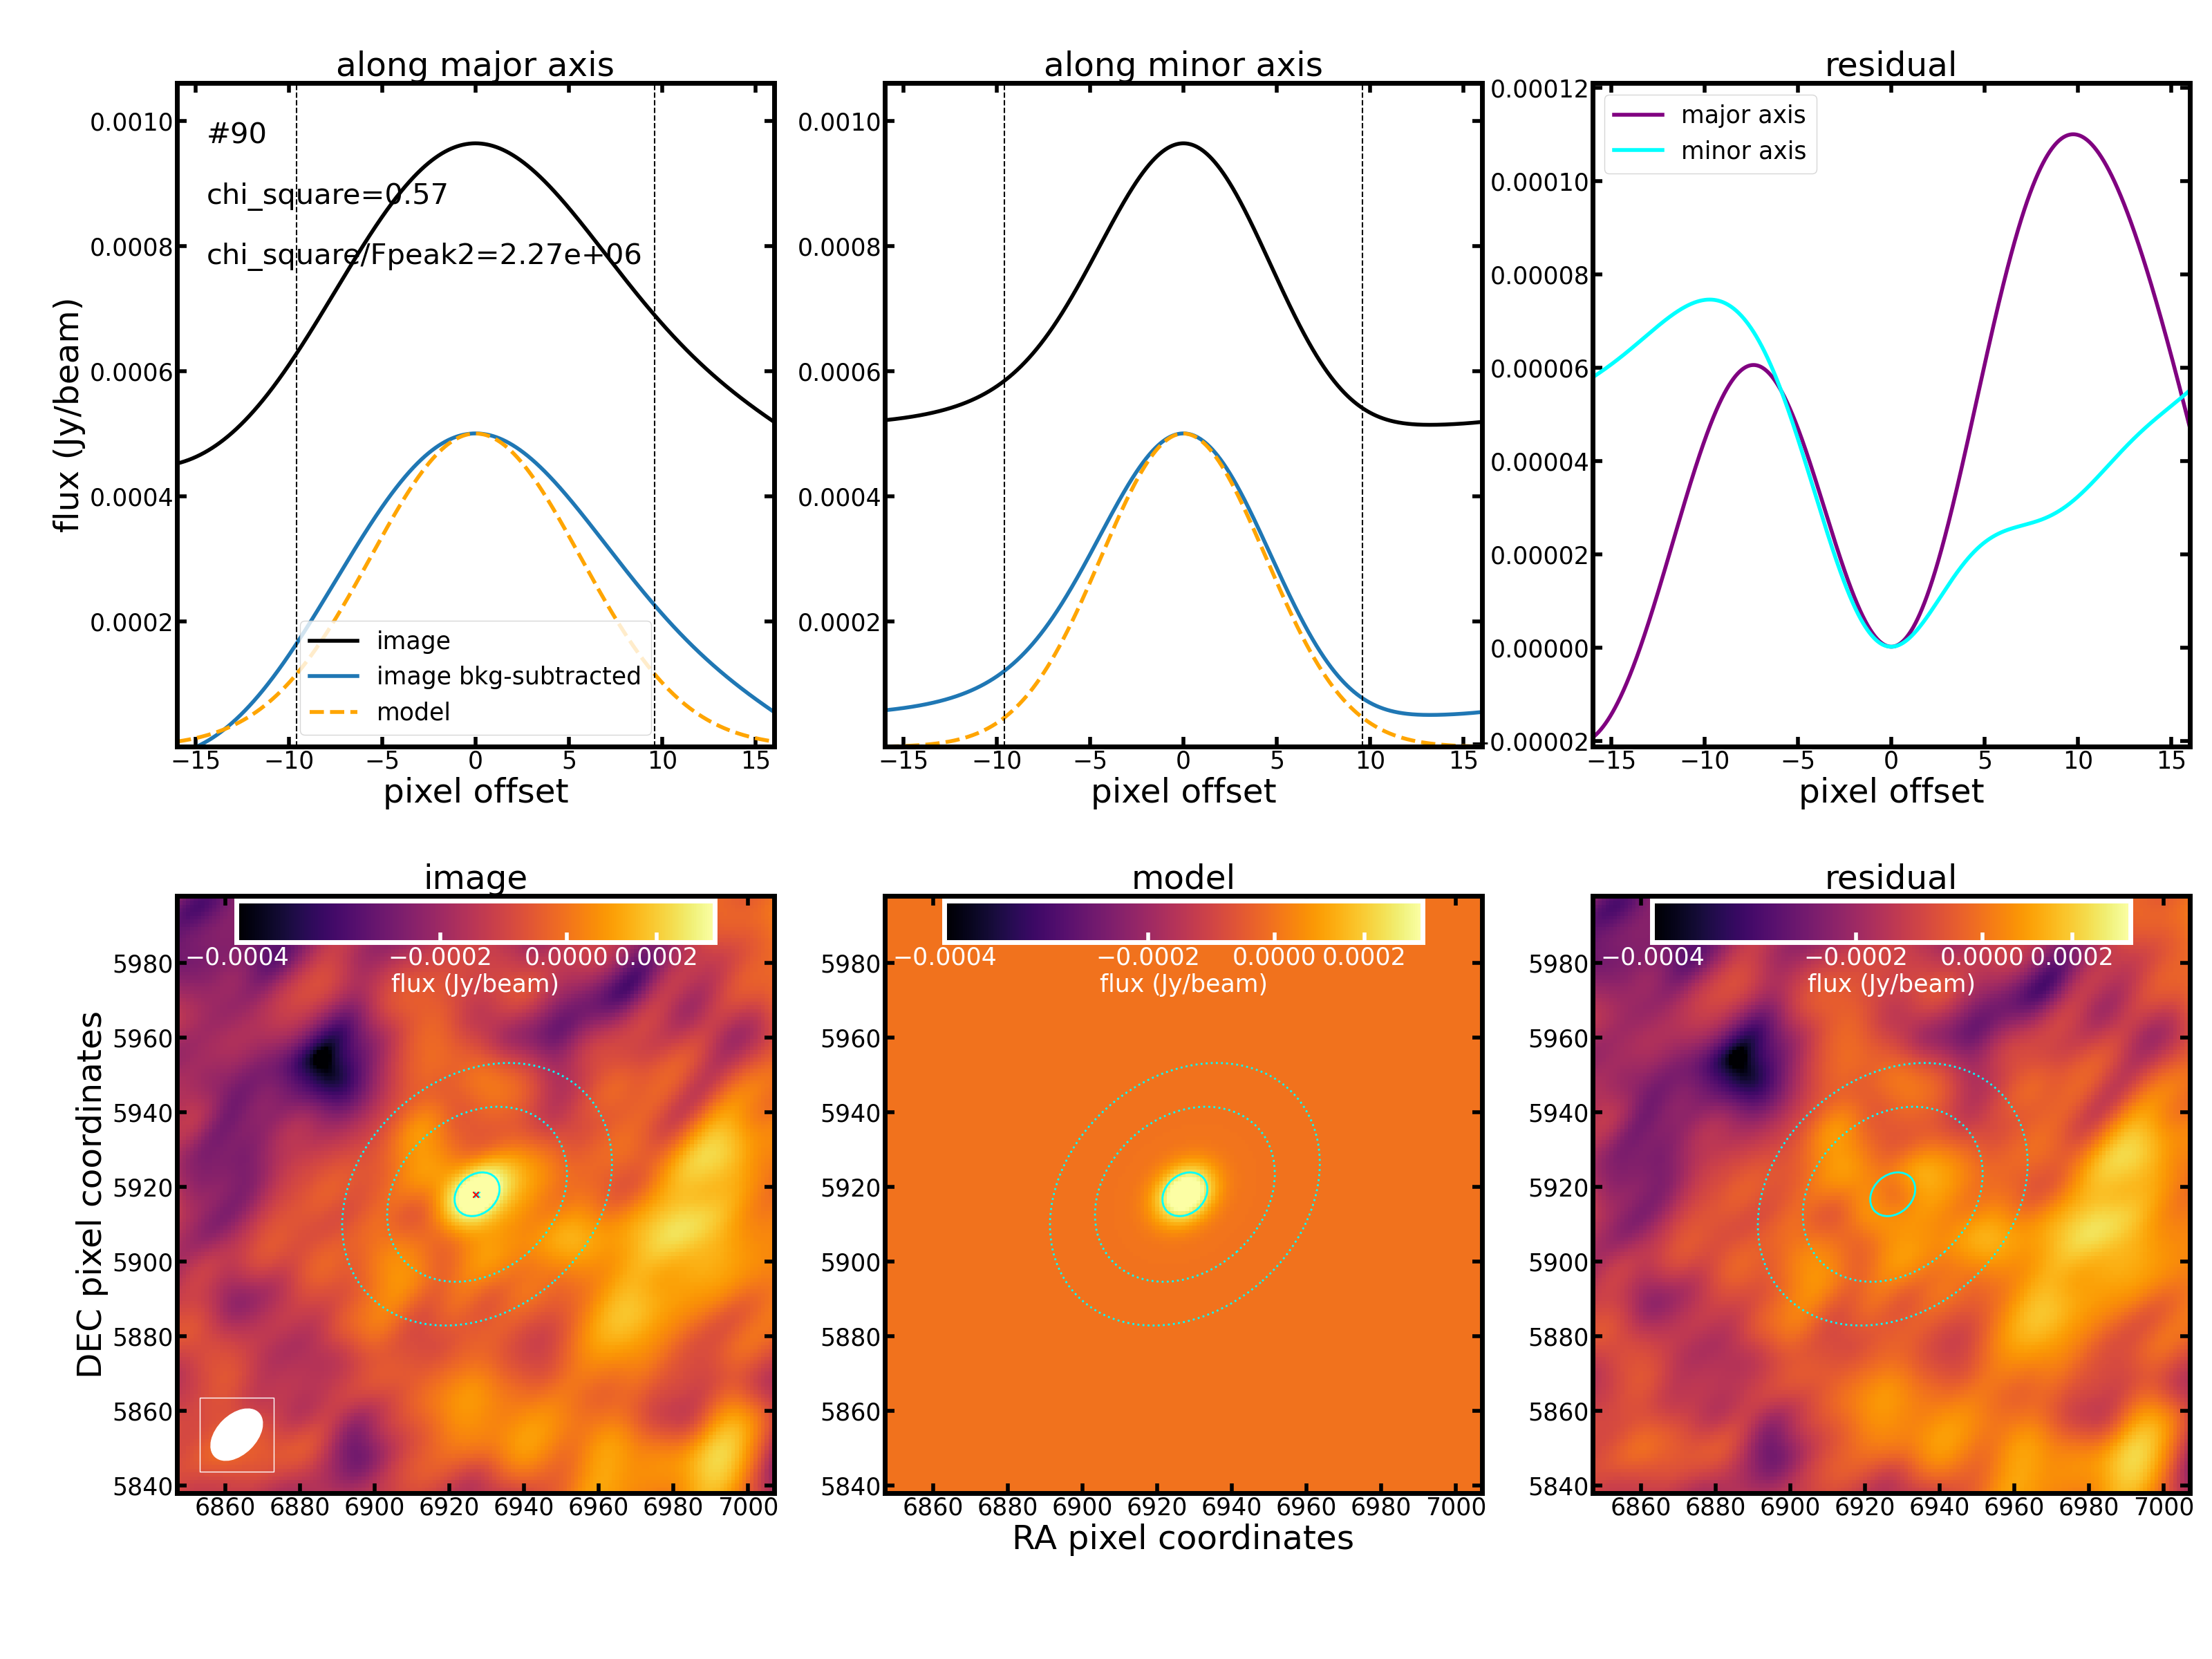 along major axis
along minor axis
residual
#90
chi_square=0.57
chi_square/Fpeak2=2.27e+06
flux (Jy/beam)
0.0010
0.0008
0.0006
0.0004
0.0002
image
image bkg-subtracted
model
−15 −10 −5 0 5 10 15
pixel offset
0.0010
0.0008
0.0006
0.0004
0.0002
−15 −10 −5 0 5 10 15
pixel offset
major axis
minor axis
0.00012
0.00010
0.00008
0.00006
0.00004
0.00002
0.00000
−0.00002
−15 −10 −5 0 5 10 15
pixel offset
image
model
residual
−0.0004 −0.0002 0.0000 0.0002
flux (Jy/beam)
−0.0004 −0.0002 0.0000 0.0002
flux (Jy/beam)
−0.0004 −0.0002 0.0000 0.0002
flux (Jy/beam)
DEC pixel coordinates
5980
5960
5940
5920
5900
5880
5860
5840
6860 6880 6900 6920 6940 6960 6980 7000
5980
5960
5940
5920
5900
5880
5860
5840
6860 6880 6900 6920 6940 6960 6980 7000
5980
5960
5940
5920
5900
5880
5860
5840
6860 6880 6900 6920 6940 6960 6980 7000
RA pixel coordinates